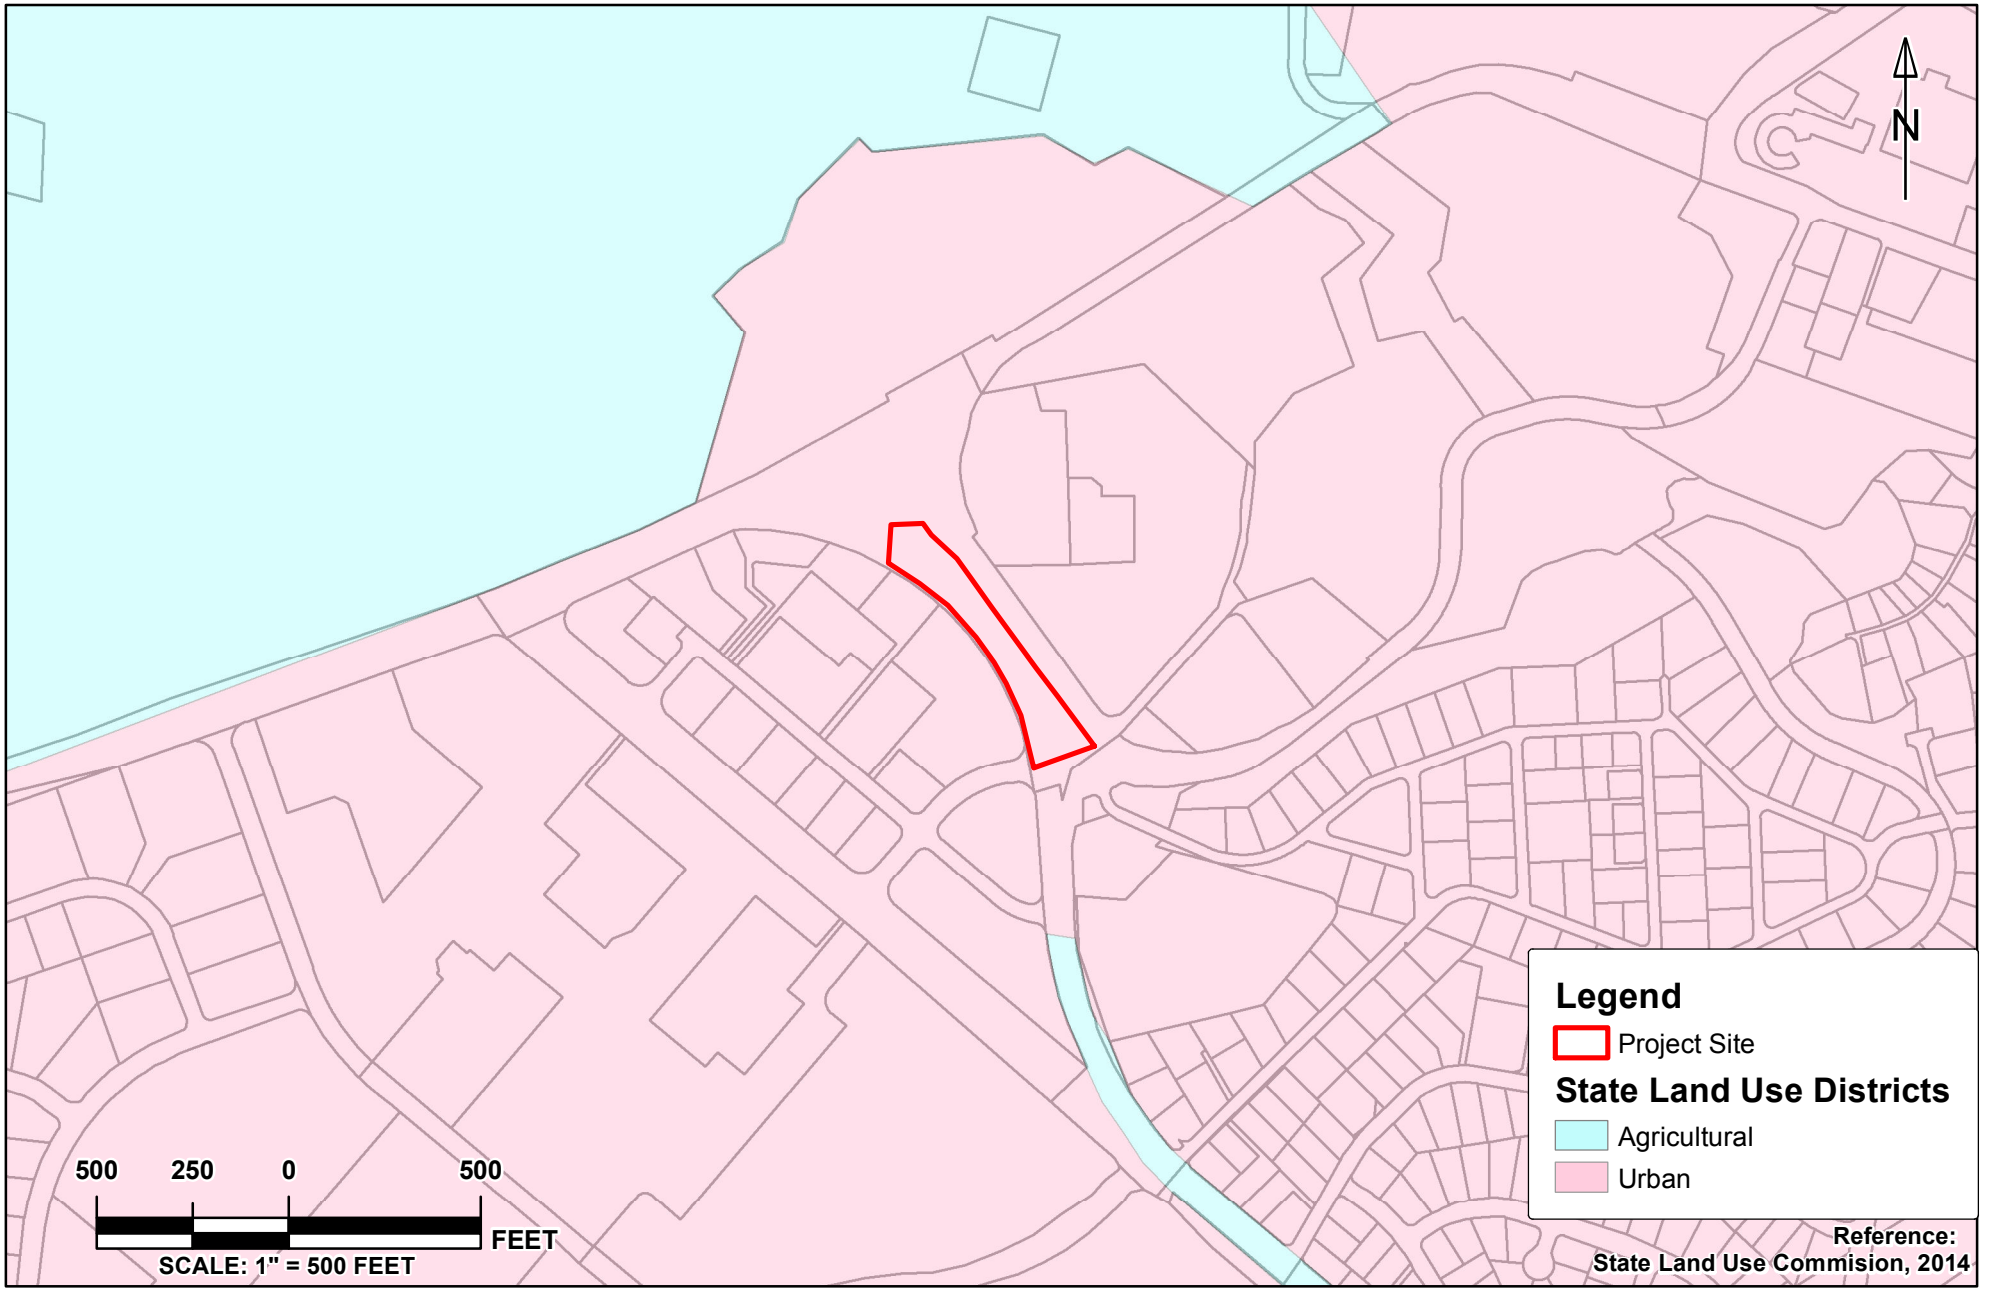 N
Legend
Project Site
State Land Use Districts
Agricultural
Urban
500 250 0 500
FEET
SCALE: 1" = 500 FEET
Reference:
State Land Use Commision, 2014